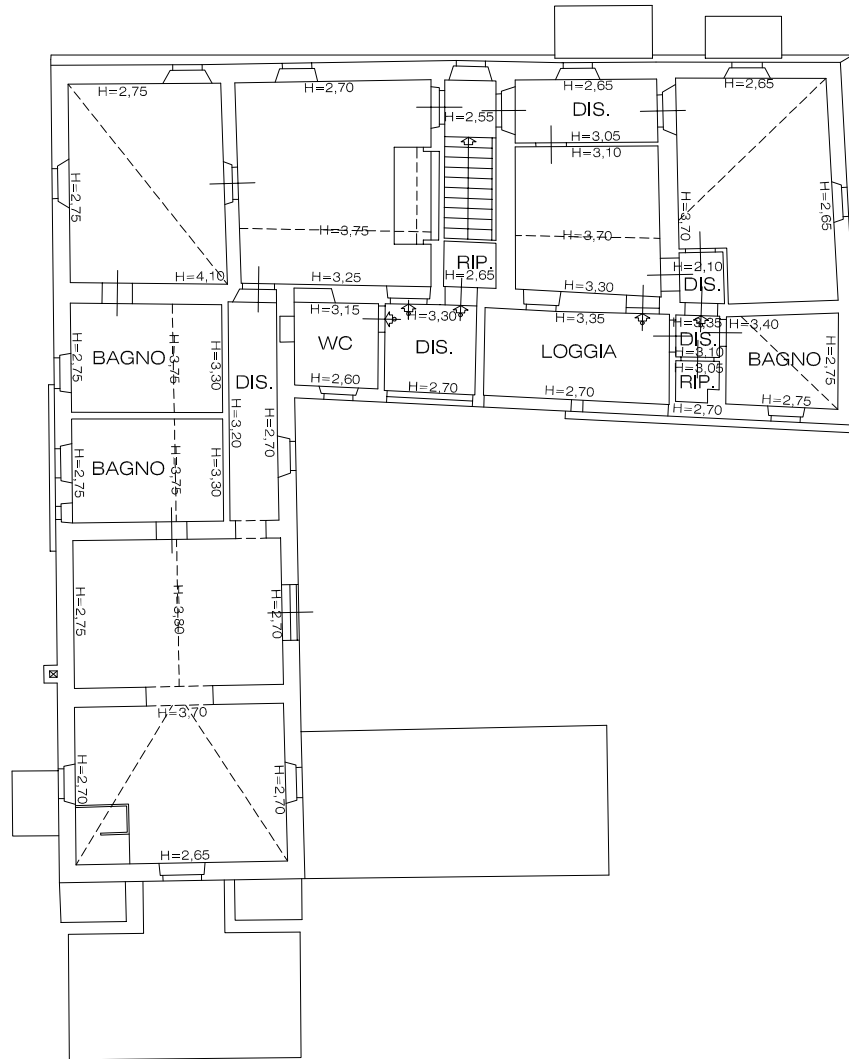 H=2,75
H=2,70
H=2,65
H=2,65
H=2,55
DIS.
H=3,05
H=3,10
H=2,75
H=3,70
H=2,65
H=3,75
H=3,70
H=4,10
H=3,25
RIP.
H=2,65
H=3,30
H=2,10
DIS.
H=3,15
H=3,30
H=3,35
H=3,35
H=3,40
WC
DIS.
LOGGIA
DIS.
H=3,10
H=3,05
RIP.
BAGNO
H=2,75
H=2,60
H=2,70
H=2,70
H=2,70
H=2,75
BAGNO
H=2,75
H=3,75
H=3,30
DIS.
H=3,20
H=2,70
BAGNO
H=2,75
H=3,75
H=3,30
H=2,75
H=3,80
H=2,70
H=3,70
H=2,70
H=2,70
H=2,65